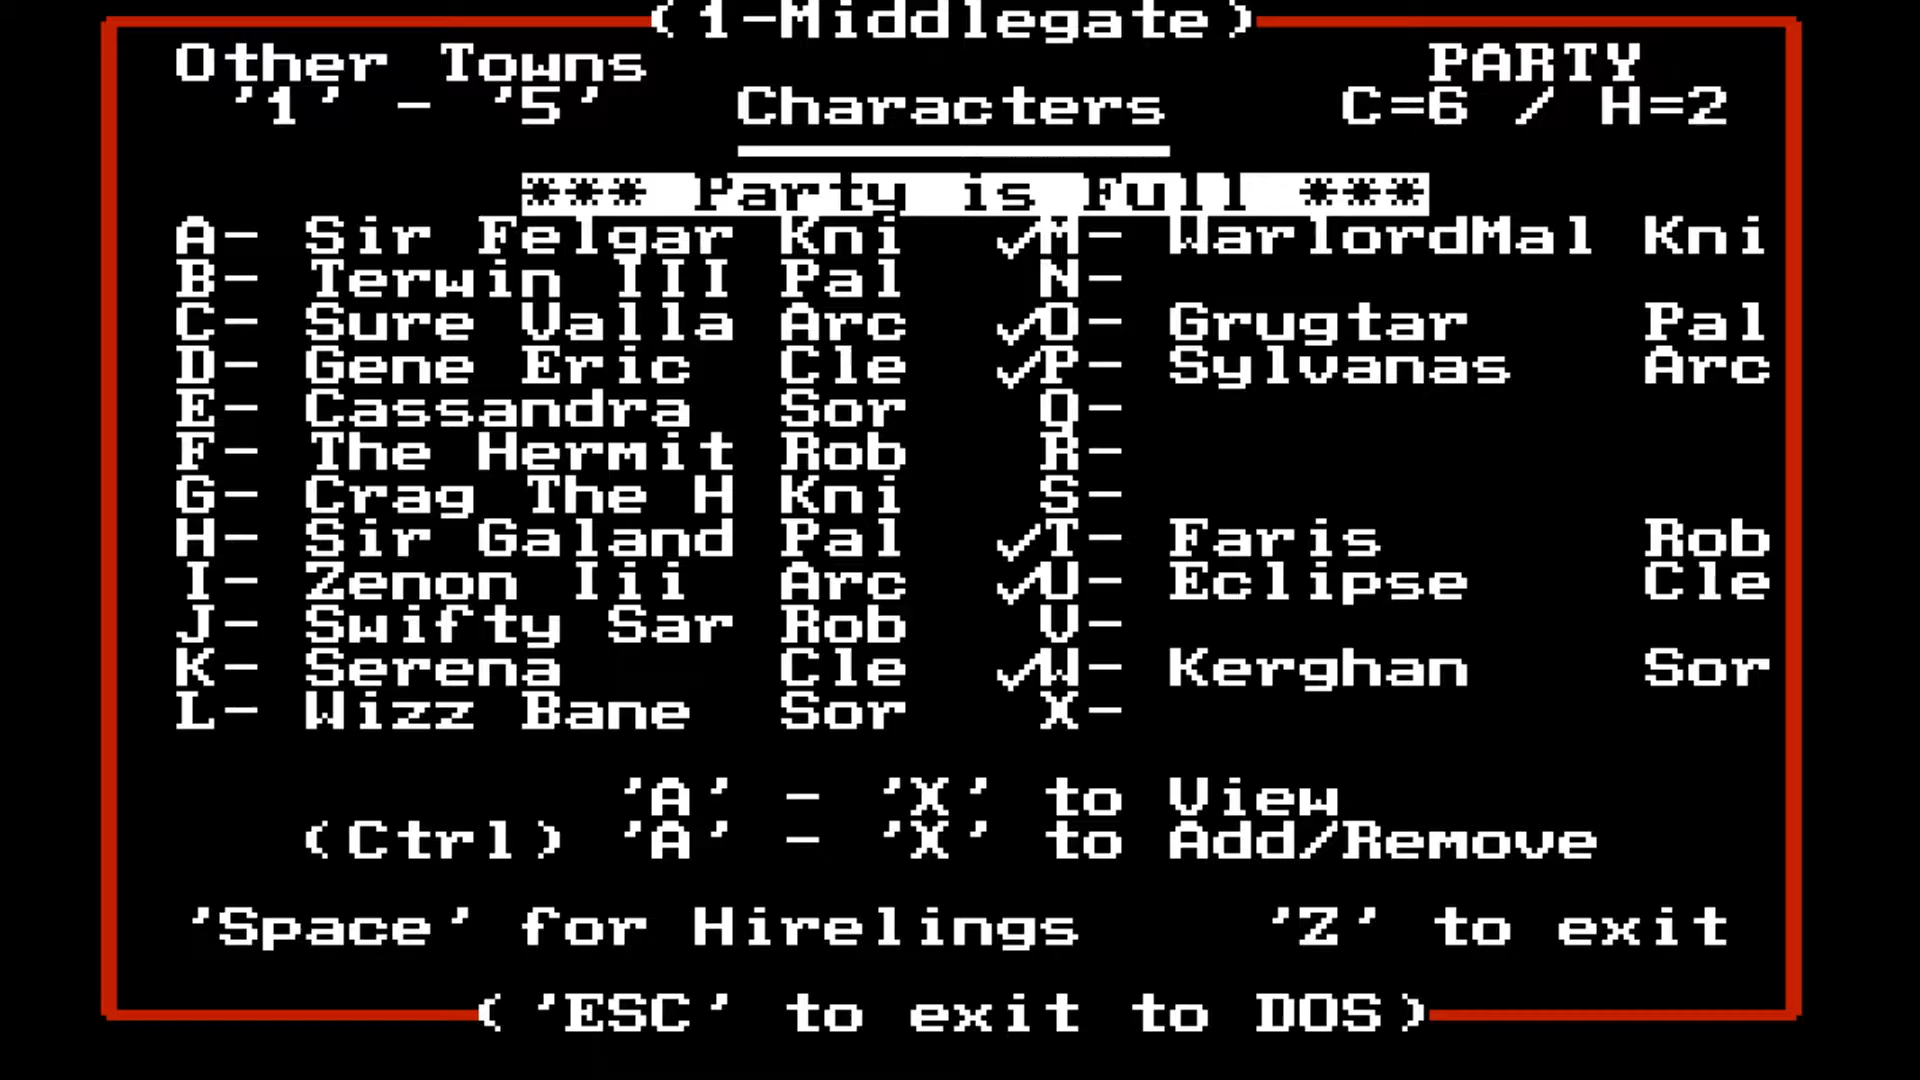 (1-Middlegate)
Other Towns PARTY
'1' - '5' Characters C=6 / H=2
*** Party is Full ***
A- Sir Felgar Kni ✓M- WarlordMal Kni
B- Terwin III Pal N-
C- Sure Valla Arc ✓O- Grugtar Pal
D- Gene Eric Cle ✓P- Sylvanas Arc
E- Cassandra Sor Q-
F- The Hermit Rob R-
G- Crag The H Kni S-
H- Sir Galand Pal ✓T- Faris Rob
I- Zenon Iii Arc ✓U- Eclipse Cle
J- Swifty Sar Rob V-
K- Serena Cle ✓W- Kerghan Sor
L- Wizz Bane Sor X-
'A' - 'X' to View
(Ctrl) 'A' - 'X' to Add/Remove
'Space' for Hirelings 'Z' to exit
('ESC' to exit to DOS)